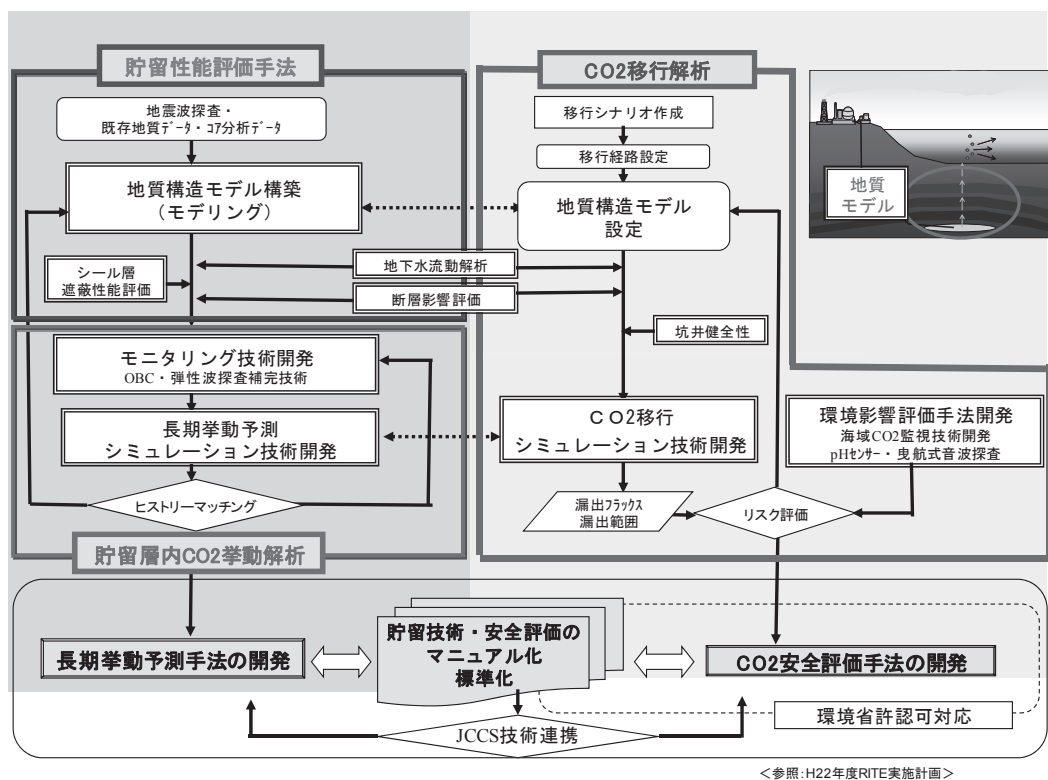 貯留性能評価手法
地震波探査・
既存地質ﾃﾞｰﾀ・ｺｱ分析ﾃﾞｰﾀ
地質構造モデル構築
（モデリング）
シール層
遮蔽性能評価
地下水流動解析
断層影響評価
モニタリング技術開発
OBC・弾性波探査補完技術
長期挙動予測
シミュレーション技術開発
ヒストリーマッチング
貯留層内CO2挙動解析
CO2移行解析
移行シナリオ作成
移行経路設定
地質構造モデル
設定
坑井健全性
CO2移行
シミュレーション技術開発
漏出ﾌﾗｯｸｽ
漏出範囲
リスク評価
地質
モデル
環境影響評価手法開発
海域CO2監視技術開発
pHｾﾝｻｰ・曳航式音波探査
長期挙動予測手法の開発
貯留技術・安全評価の
マニュアル化
標準化
CO2安全評価手法の開発
JCCS技術連携
環境省許認可対応
＜参照:H22年度RITE実施計画＞